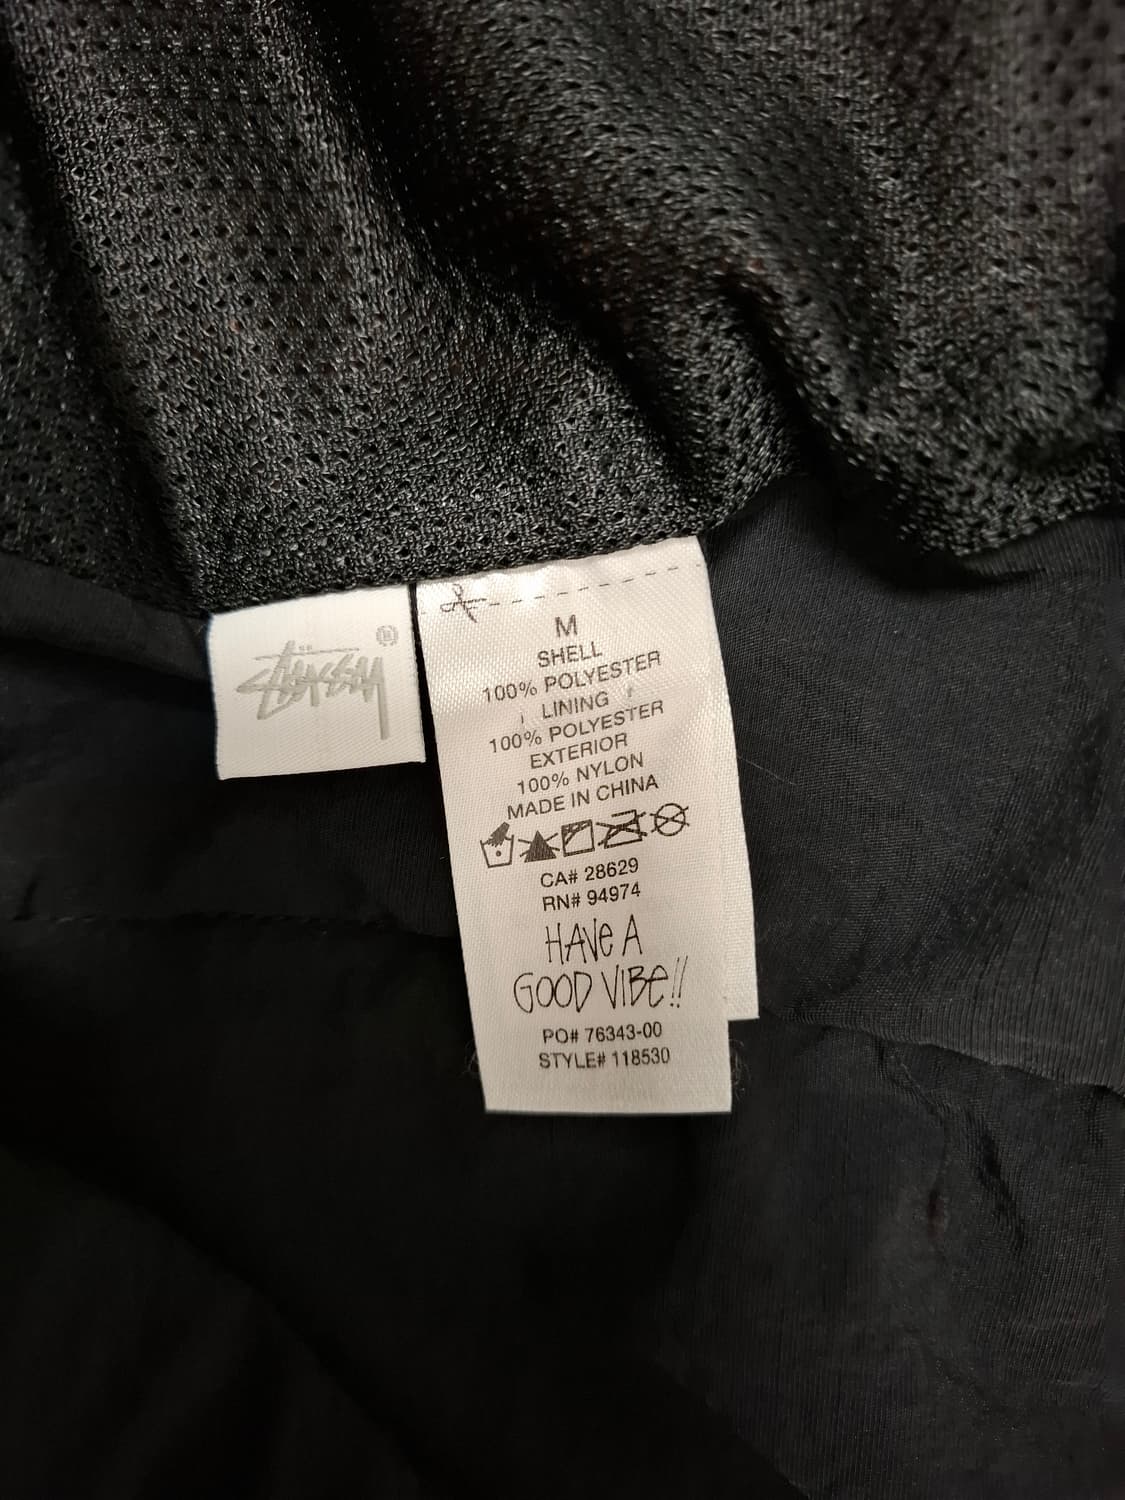 Stüssy ®
M
SHELL
100% POLYESTER
LINING
100% POLYESTER
EXTERIOR
100% NYLON
MADE IN CHINA
CA# 28629
RN# 94974
HAVe A
GOOD VIBe!!
PO# 76343-00
STYLE# 118530